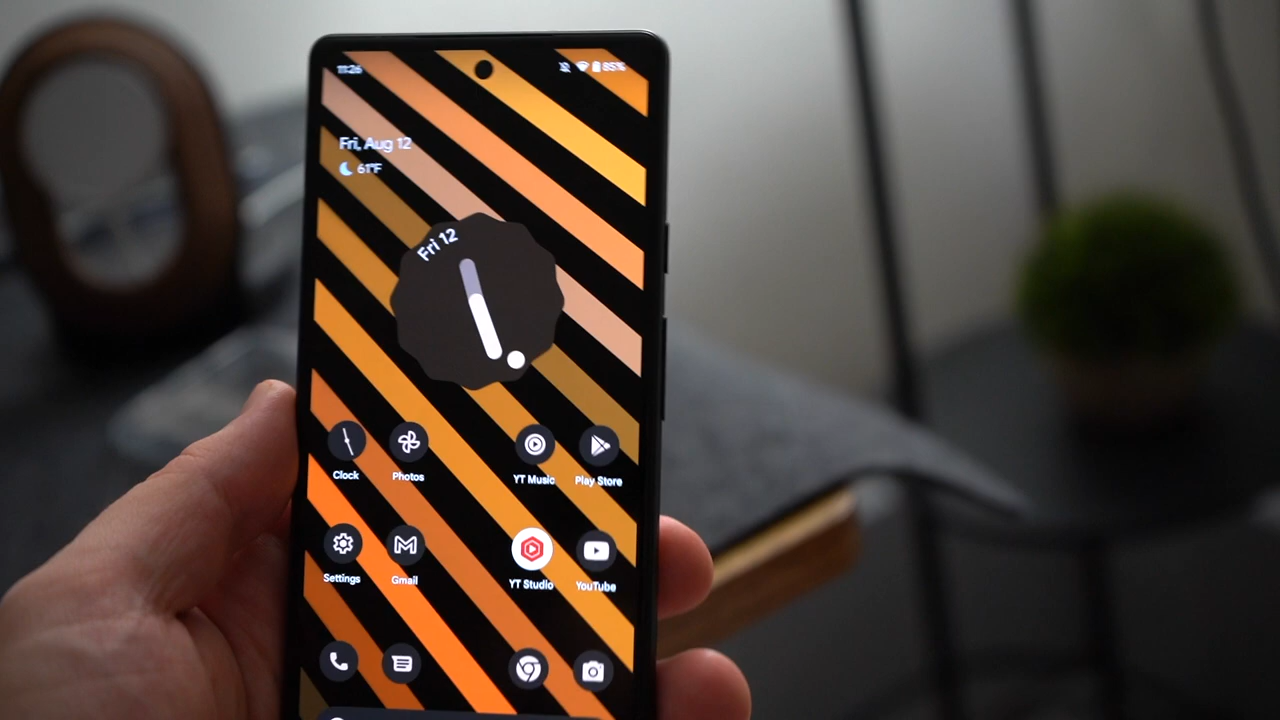 11:26
85%
Fri, Aug 12
61°F
Fri 12
Clock
Photos
YT Music
Play Store
Settings
Gmail
YT Studio
YouTube